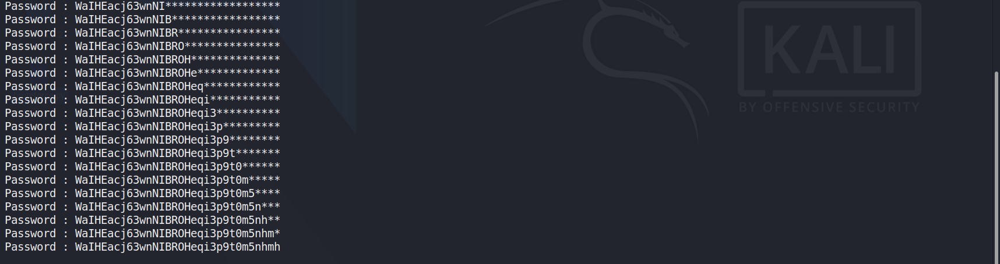 Password : WaIHEacj63wnNI******************
Password : WaIHEacj63wnNIB*****************
Password : WaIHEacj63wnNIBR****************
Password : WaIHEacj63wnNIBRO***************
Password : WaIHEacj63wnNIBROH**************
Password : WaIHEacj63wnNIBROHe*************
Password : WaIHEacj63wnNIBROHeq************
Password : WaIHEacj63wnNIBROHeqi***********
Password : WaIHEacj63wnNIBROHeqi3**********
Password : WaIHEacj63wnNIBROHeqi3p*********
Password : WaIHEacj63wnNIBROHeqi3p9********
Password : WaIHEacj63wnNIBROHeqi3p9t*******
Password : WaIHEacj63wnNIBROHeqi3p9t0******
Password : WaIHEacj63wnNIBROHeqi3p9t0m*****
Password : WaIHEacj63wnNIBROHeqi3p9t0m5****
Password : WaIHEacj63wnNIBROHeqi3p9t0m5n***
Password : WaIHEacj63wnNIBROHeqi3p9t0m5nh**
Password : WaIHEacj63wnNIBROHeqi3p9t0m5nhm*
Password : WaIHEacj63wnNIBROHeqi3p9t0m5nhmh
KALI
BY OFFENSIVE SECURITY